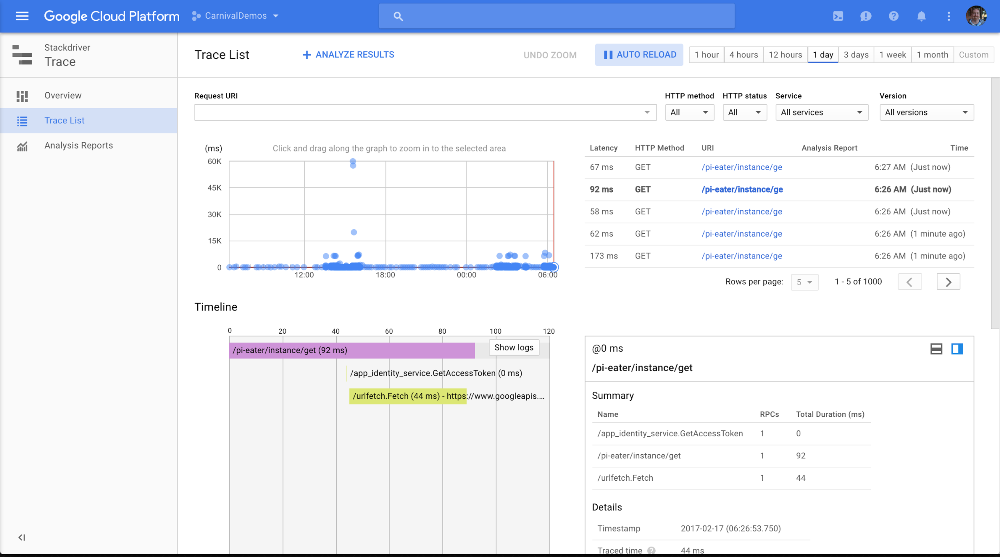 Google Cloud Platform CarnivalDemos
Stackdriver
Trace
Overview
Trace List
Analysis Reports
Trace List ANALYZE RESULTS UNDO ZOOM AUTO RELOAD 1 hour 4 hours 12 hours 1 day 3 days 1 week 1 month Custom
Request URI HTTP method HTTP status Service Version
All All All services All versions
(ms) Click and drag along the graph to zoom in to the selected area
60K
45K
30K
15K
0
12:00 18:00 00:00 06:00
Latency HTTP Method URI Analysis Report Time
67 ms GET /pi-eater/instance/ge 6:27 AM (Just now)
92 ms GET /pi-eater/instance/ge 6:26 AM (Just now)
58 ms GET /pi-eater/instance/ge 6:26 AM (Just now)
62 ms GET /pi-eater/instance/ge 6:26 AM (1 minute ago)
173 ms GET /pi-eater/instance/ge 6:26 AM (1 minute ago)
Rows per page: 5 1 - 5 of 1000
Timeline
0 20 40 60 80 100 120
/pi-eater/instance/get (92 ms) Show logs
/app_identity_service.GetAccessToken (0 ms)
/urlfetch.Fetch (44 ms) - https://www.googleapis....
@0 ms
/pi-eater/instance/get
Summary
Name RPCs Total Duration (ms)
/app_identity_service.GetAccessToken 1 0
/pi-eater/instance/get 1 92
/urlfetch.Fetch 1 44
Details
Timestamp 2017-02-17 (06:26:53.750)
Traced time ? 44 ms